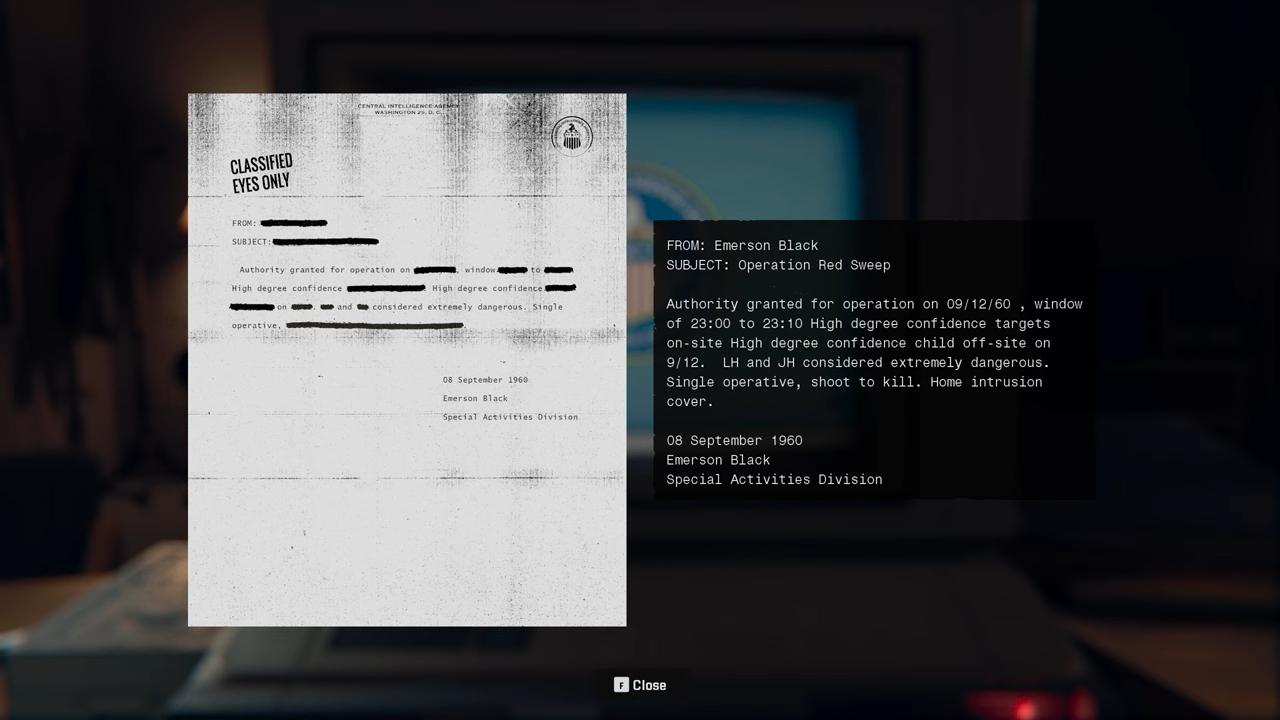 CENTRAL INTELLIGENCE AGENCY
WASHINGTON 25, D. C.
CLASSIFIED
EYES ONLY
FROM:
SUBJECT:
Authority granted for operation on , window to
High degree confidence . High degree confidence
on , and considered extremely dangerous. Single
operative,
08 September 1960
Emerson Black
Special Activities Division
FROM: Emerson Black
SUBJECT: Operation Red Sweep
Authority granted for operation on 09/12/60 , window
of 23:00 to 23:10 High degree confidence targets
on-site High degree confidence child off-site on
9/12. LH and JH considered extremely dangerous.
Single operative, shoot to kill. Home intrusion
cover.
08 September 1960
Emerson Black
Special Activities Division
F Close